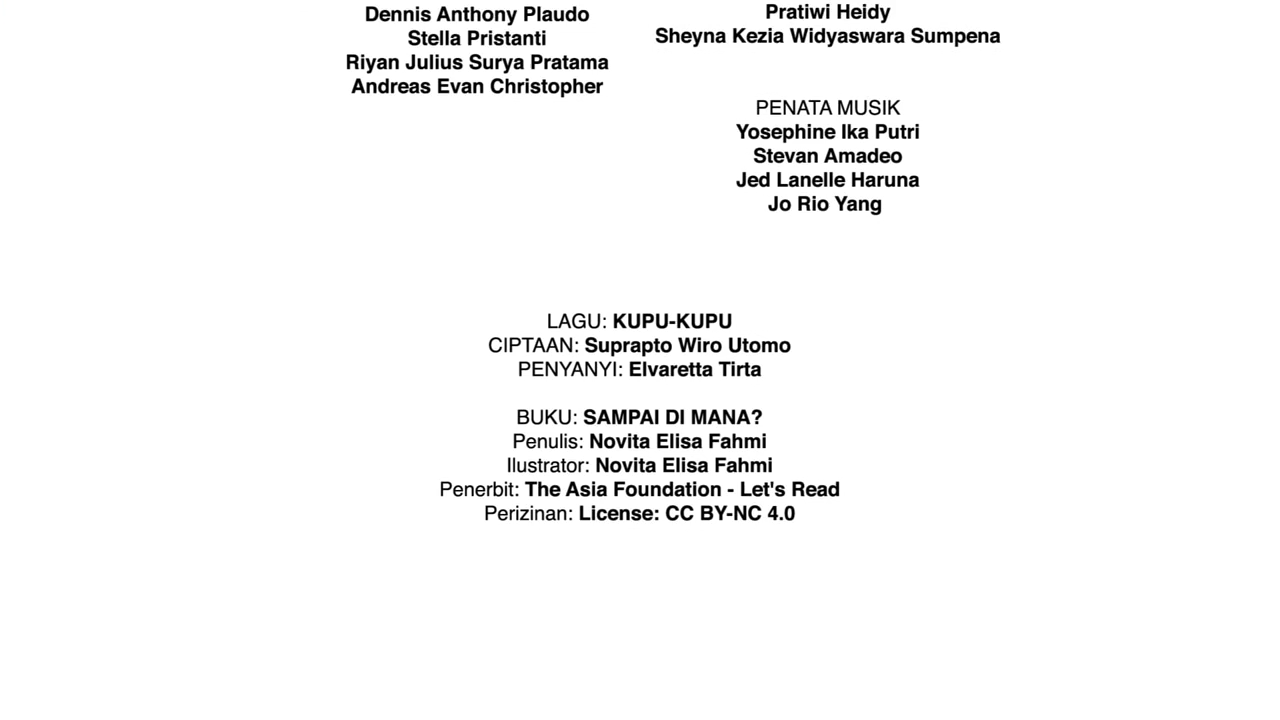 Dennis Anthony Plaudo
Stella Pristanti
Riyan Julius Surya Pratama
Andreas Evan Christopher
Pratiwi Heidy
Sheyna Kezia Widyaswara Sumpena
PENATA MUSIK
Yosephine Ika Putri
Stevan Amadeo
Jed Lanelle Haruna
Jo Rio Yang
LAGU: KUPU-KUPU
CIPTAAN: Suprapto Wiro Utomo
PENYANYI: Elvaretta Tirta
BUKU: SAMPAI DI MANA?
Penulis: Novita Elisa Fahmi
Ilustrator: Novita Elisa Fahmi
Penerbit: The Asia Foundation - Let's Read
Perizinan: License: CC BY-NC 4.0